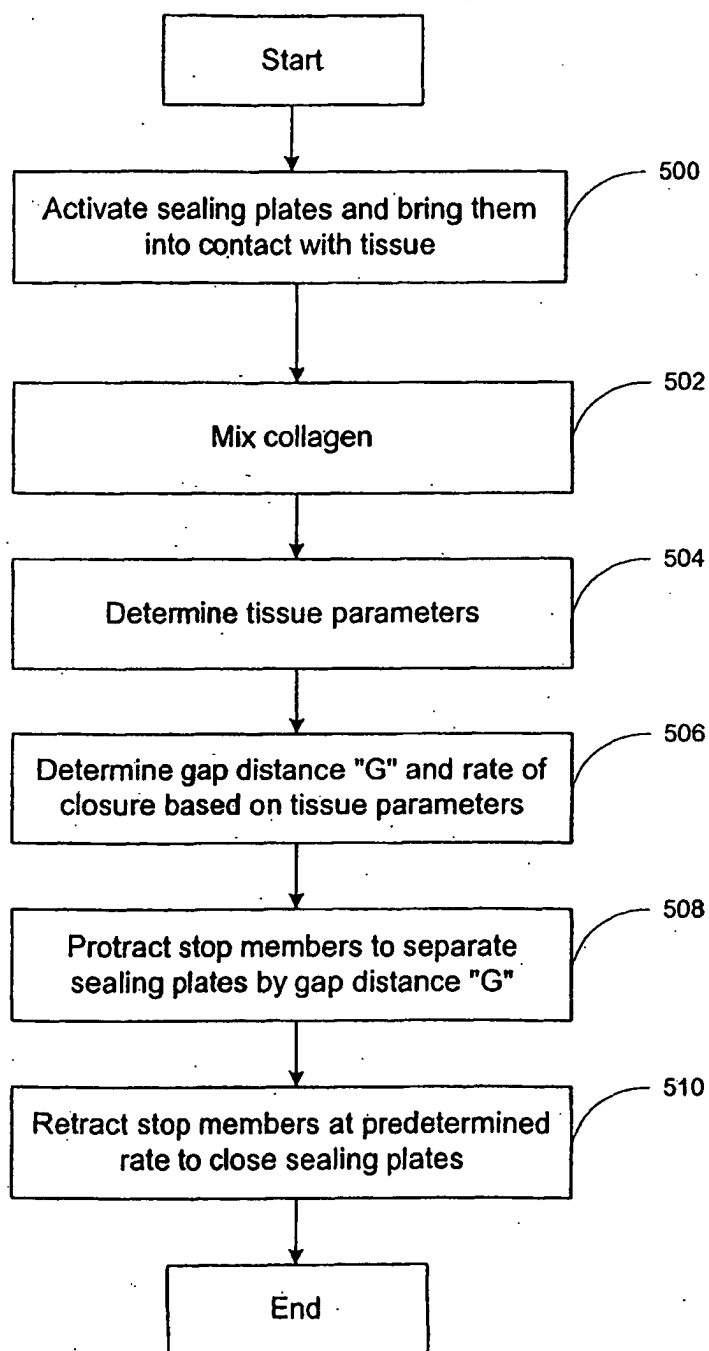 Start
500
Activate sealing plates and bring them
into contact with tissue
502
Mix collagen
504
Determine tissue parameters
506
Determine gap distance "G" and rate of
closure based on tissue parameters
508
Protract stop members to separate
sealing plates by gap distance "G"
510
Retract stop members at predetermined
rate to close sealing plates
End